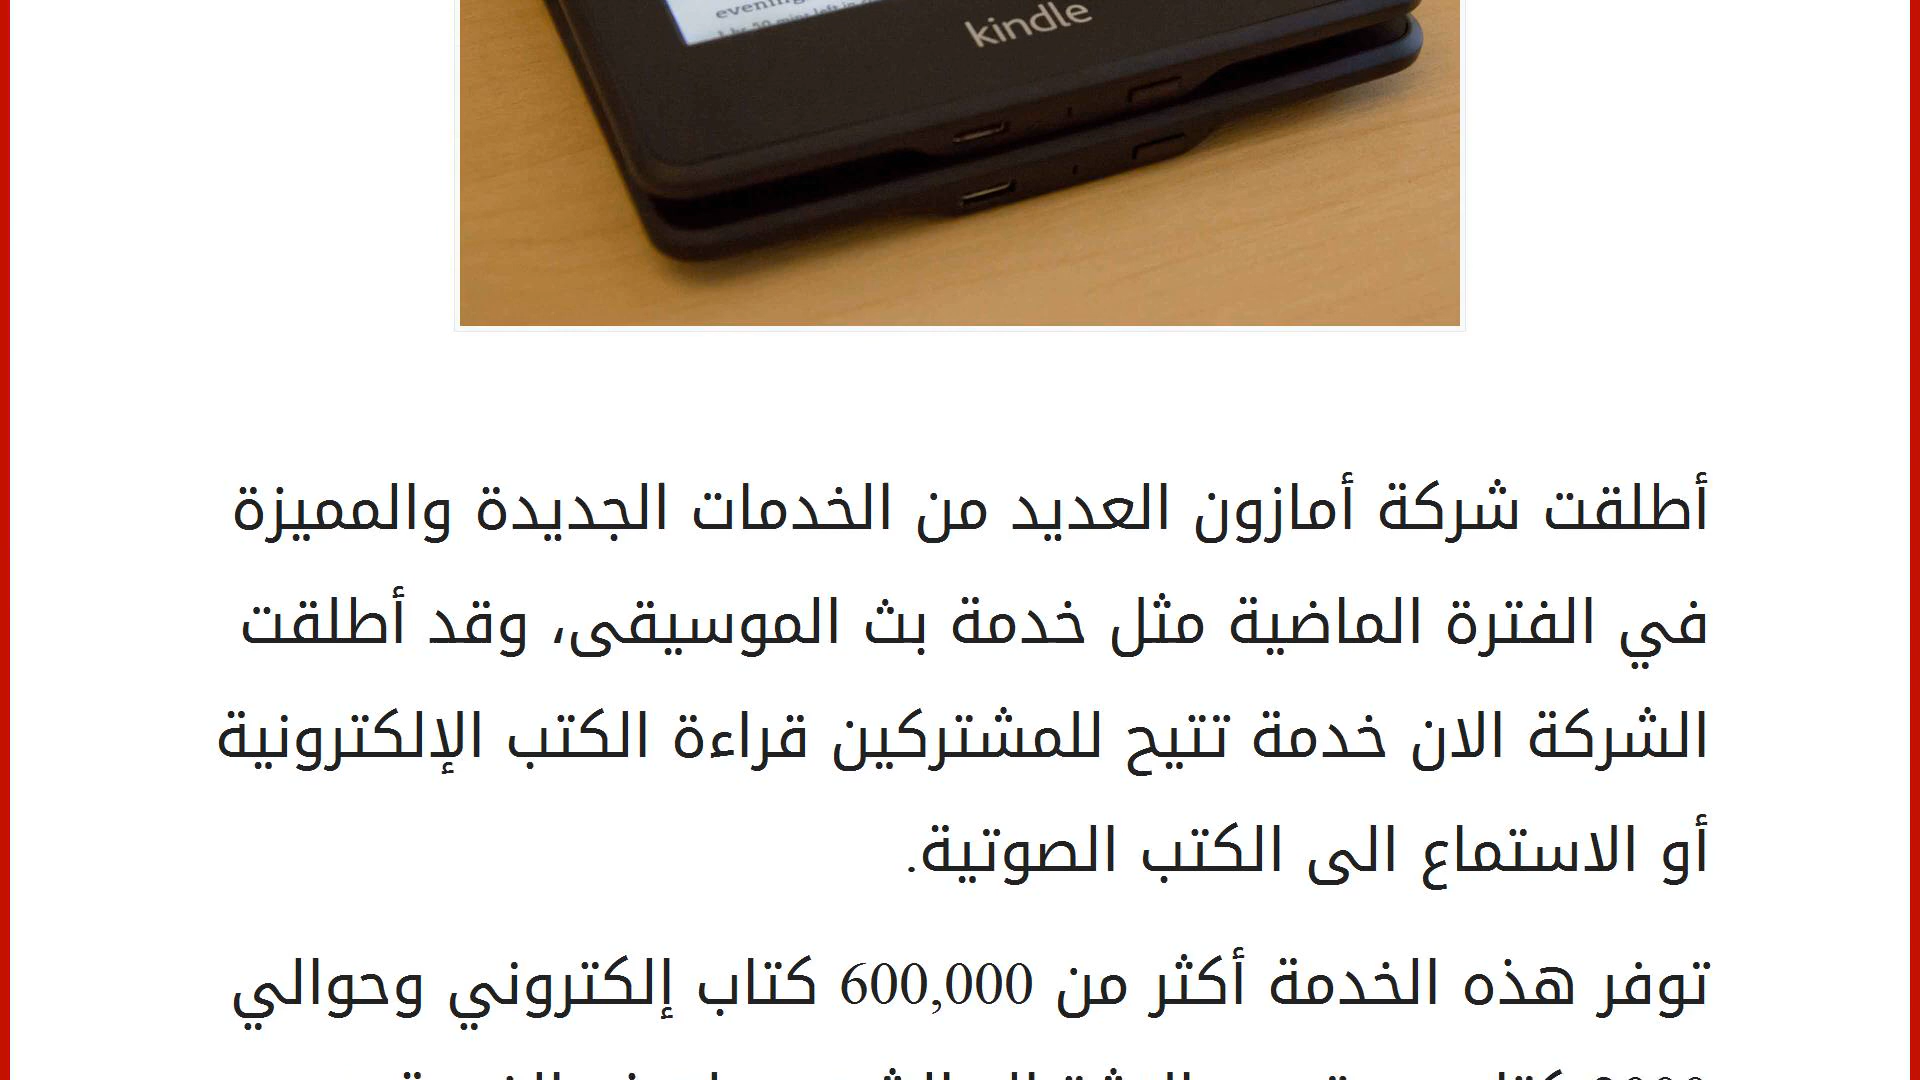 evening.
kindle
أطلقت شركة أمازون العديد من الخدمات الجديدة والمميزة
في الفترة الماضية مثل خدمة بث الموسيقى، وقد أطلقت
الشركة الان خدمة تتيح للمشتركين قراءة الكتب الإلكترونية
أو الاستماع الى الكتب الصوتية.
توفر هذه الخدمة أكثر من 600,000 كتاب إلكتروني وحوالي